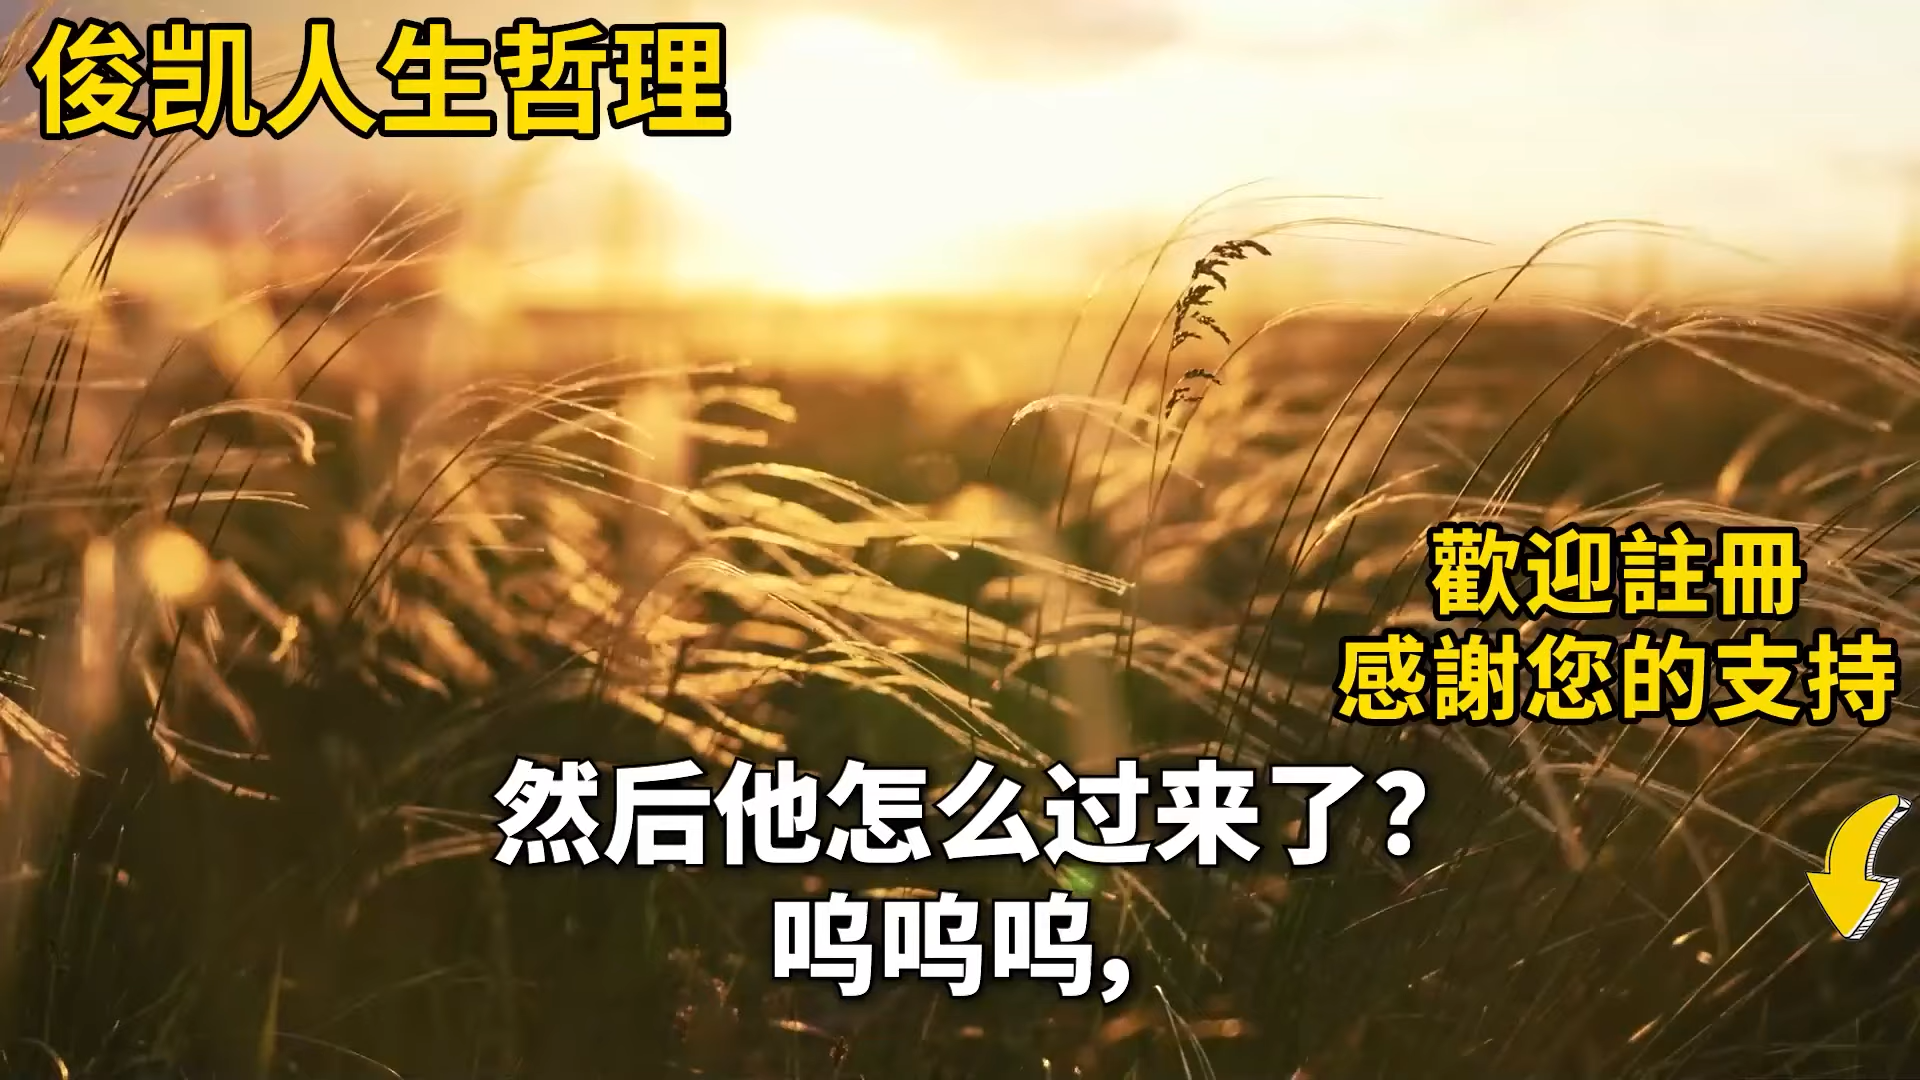 俊凯人生哲理
歡迎註冊
感謝您的支持
然后他怎么过来了？
呜呜呜,